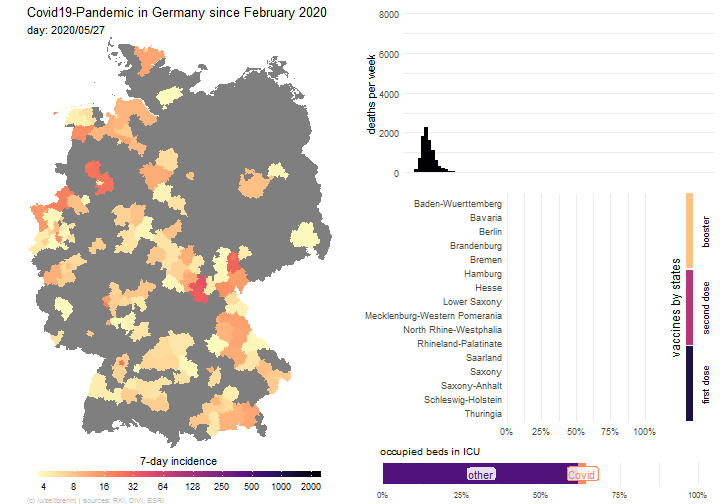 Covid19-Pandemic in Germany since February 2020
day: 2020/05/27
7-day incidence
4 8 16 32 64 128 256 512 1000 2000
(c) /u/zeltbrennt | sources: RKI, DIVI, ESRI
deaths per week
8000
6000
4000
2000
0
Baden-Wuerttemberg
Bavaria
Berlin
Brandenburg
Bremen
Hamburg
Hesse
Lower Saxony
Mecklenburg-Western Pomerania
North Rhine-Westphalia
Rhineland-Palatinate
Saarland
Saxony
Saxony-Anhalt
Schleswig-Holstein
Thuringia
0% 25% 50% 75% 100%
vaccines by states
booster
second dose
first dose
occupied beds in ICU
other Covid
0% 25% 50% 75% 100%